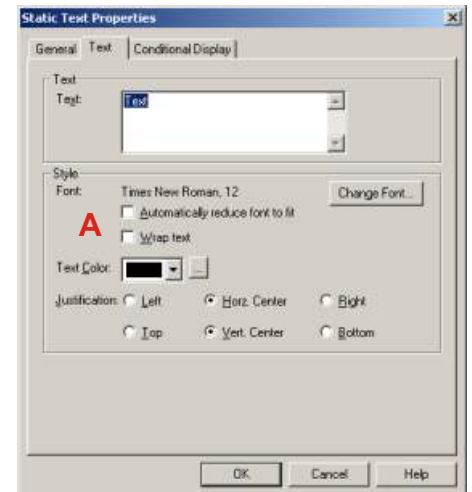 Static Text Properties
General Text Conditional Display
Text
Text: Text
Style
Font: Times New Roman, 12 Change Font...
Automatically reduce font to fit
A
Wrap text
Text Color: ...
Justification: Left Horz. Center Right
Top Vert. Center Bottom
OK Cancel Help